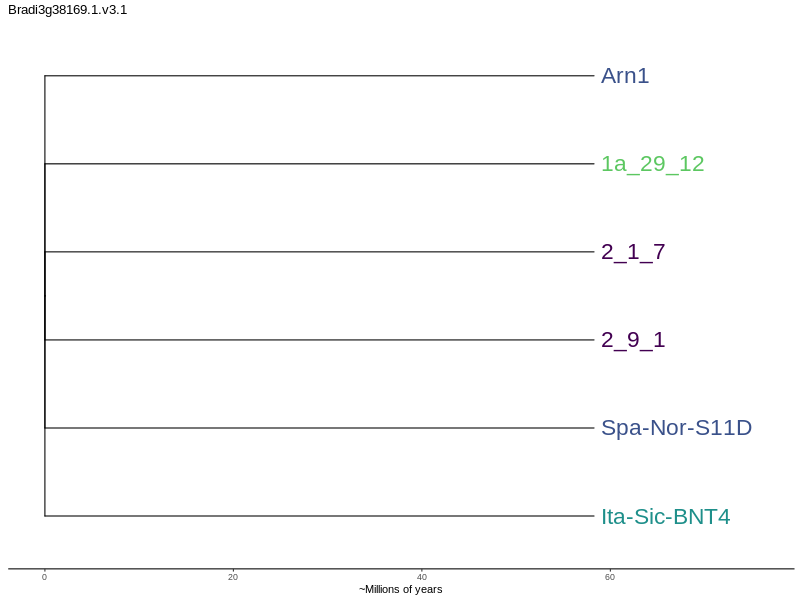 Bradi3g38169.1.v3.1
Arn1
1a_29_12
2_1_7
2_9_1
Spa-Nor-S11D
Ita-Sic-BNT4
0 20 40 60
~Millions of years